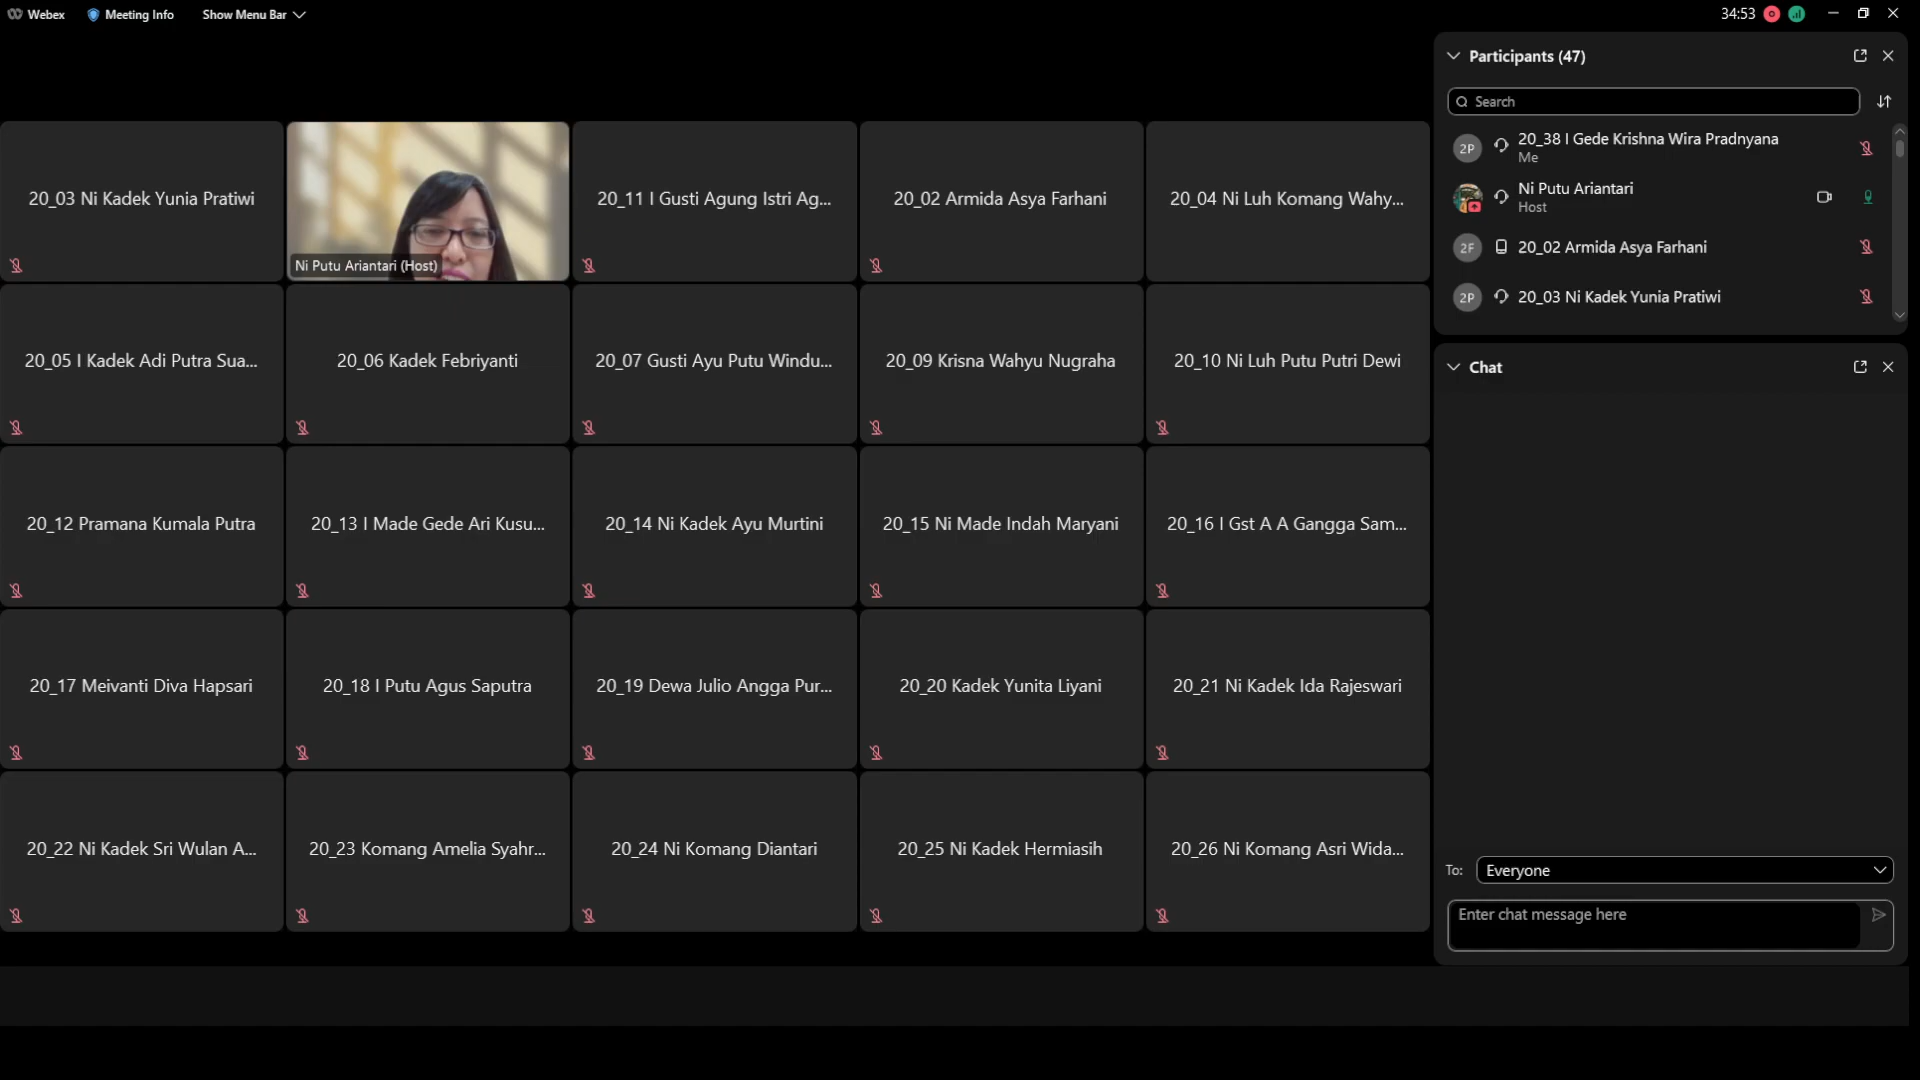 Webex
Meeting Info
Show Menu Bar
34:53
20_03 Ni Kadek Yunia Pratiwi
Ni Putu Ariantari (Host)
20_11 I Gusti Agung Istri Ag...
20_02 Armida Asya Farhani
20_04 Ni Luh Komang Wahy...
20_05 I Kadek Adi Putra Sua...
20_06 Kadek Febriyanti
20_07 Gusti Ayu Putu Windu...
20_09 Krisna Wahyu Nugraha
20_10 Ni Luh Putu Putri Dewi
20_12 Pramana Kumala Putra
20_13 I Made Gede Ari Kusu...
20_14 Ni Kadek Ayu Murtini
20_15 Ni Made Indah Maryani
20_16 I Gst A A Gangga Sam...
20_17 Meivanti Diva Hapsari
20_18 I Putu Agus Saputra
20_19 Dewa Julio Angga Pur...
20_20 Kadek Yunita Liyani
20_21 Ni Kadek Ida Rajeswari
20_22 Ni Kadek Sri Wulan A...
20_23 Komang Amelia Syahr...
20_24 Ni Komang Diantari
20_25 Ni Kadek Hermiasih
20_26 Ni Komang Asri Wida...
Participants (47)
Search
2P
20_38 I Gede Krishna Wira Pradnyana
Me
Ni Putu Ariantari
Host
2F
20_02 Armida Asya Farhani
2P
20_03 Ni Kadek Yunia Pratiwi
Chat
To:
Everyone
Enter chat message here